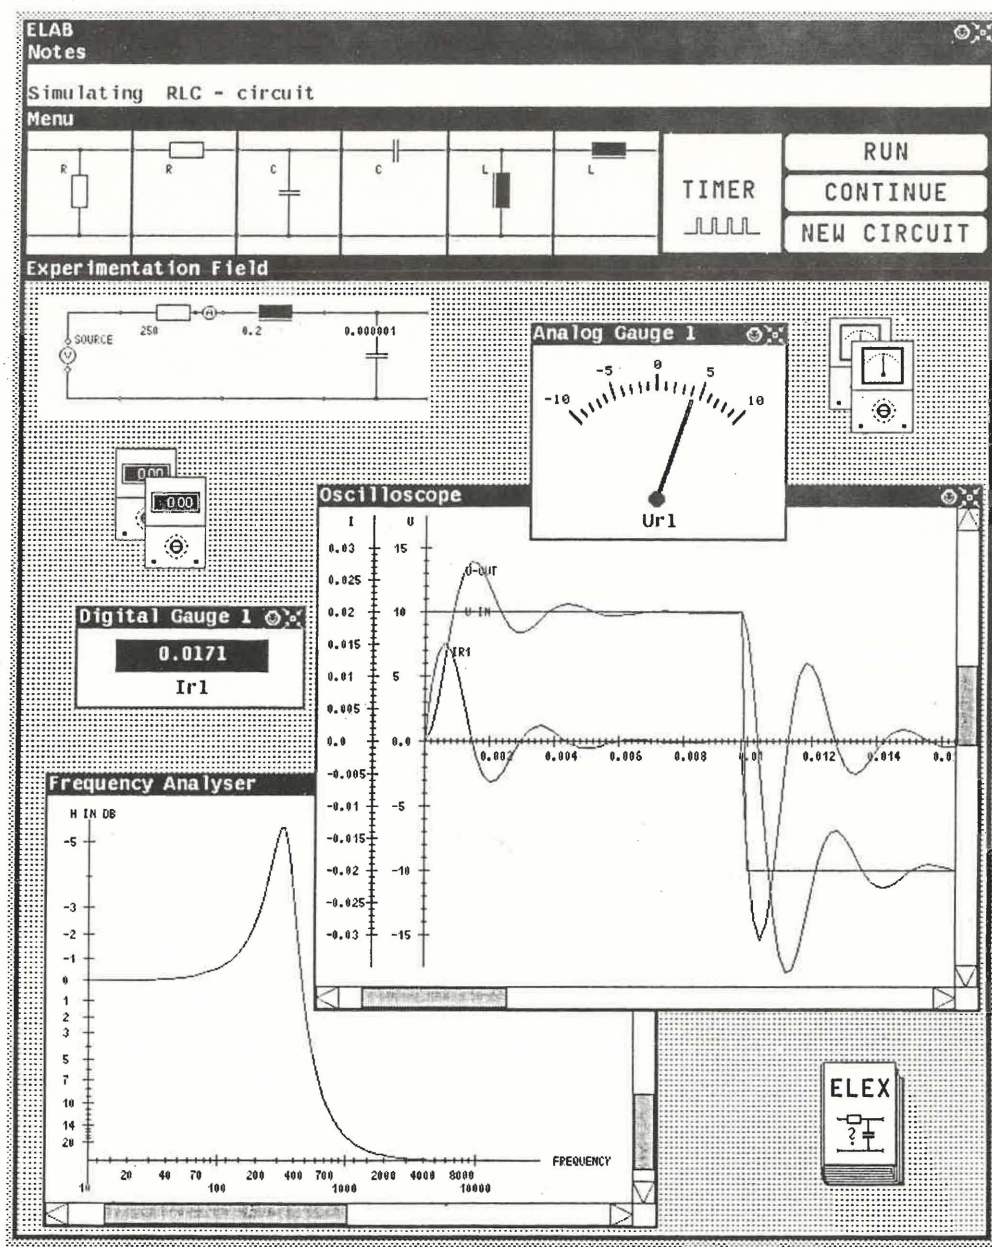 ELAB
Notes
Simulating RLC - circuit
Menu
R
R
C
C
L
L
TIMER
RUN
CONTINUE
NEW CIRCUIT
Experimentation Field
SOURCE
V
250
A
0.2
0.000001
Analog Gauge 1
-10 -5 0 5 10
Ur1
0.00
0.00
Digital Gauge 1
0.0171
Ir1
Oscilloscope
I U
0.03 15
0.025
0.02 10
0.015
0.01 5
0.005
0.0 0.0
-0.005
-0.01 -5
-0.015
-0.02 -10
-0.025
-0.03 -15
U-OUT
U IN
IR1
0.002 0.004 0.006 0.008 0.01 0.012 0.014 0.0
Frequency Analyser
H IN DB
-5
-3
-2
-1
0
1
2
3
5
7
10
14
20
10 20 40 70 100 200 400 700 1000 2000 4000 8000 10000
FREQUENCY
ELEX
?